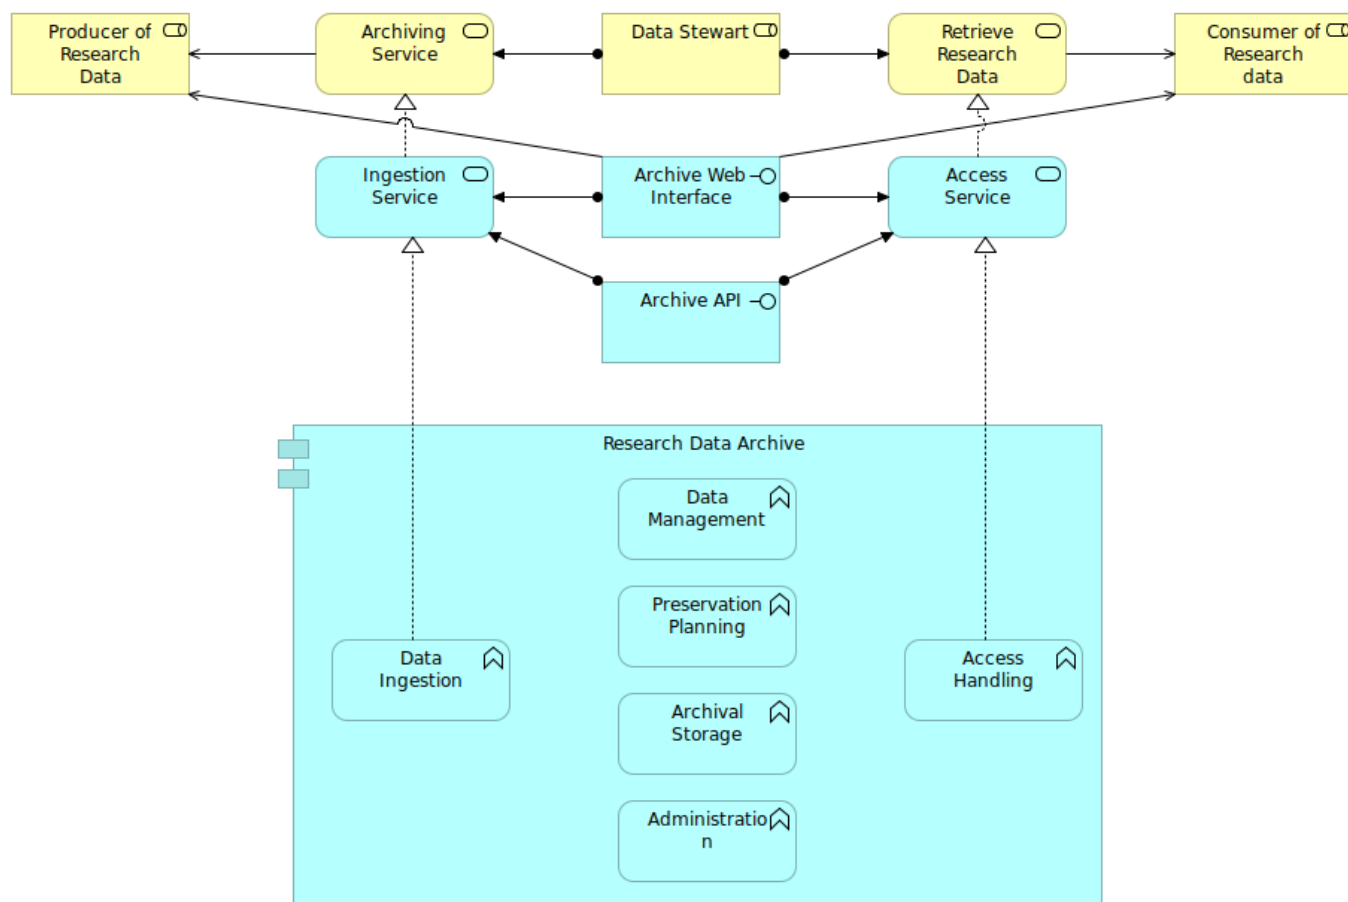 Producer of
Research
Data
Archiving
Service
Data Stewart
Retrieve
Research
Data
Consumer of
Research
data
Ingestion
Service
Archive Web
Interface
Access
Service
Archive API
Research Data Archive
Data
Management
Preservation
Planning
Data
Ingestion
Access
Handling
Archival
Storage
Administratio
n